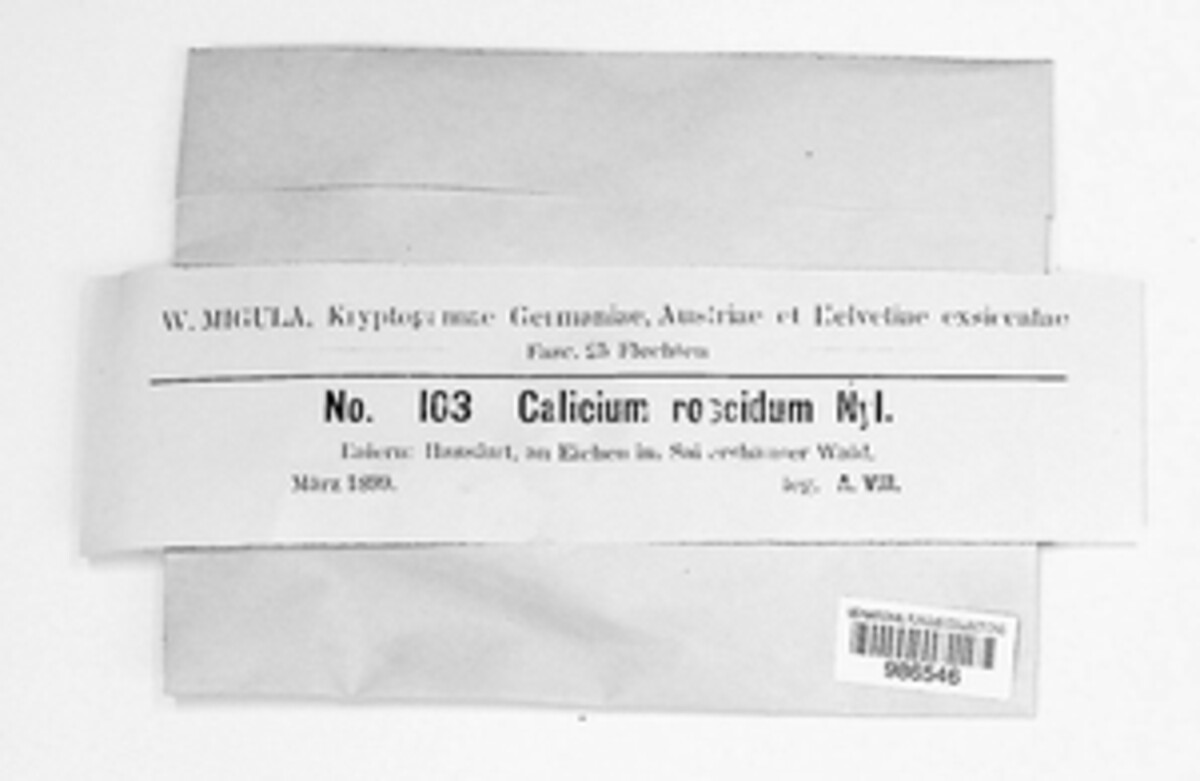 W. MIGULA. Kryptogamae Germaniae, Austriae et Helvetiae exsiccatae
Fasc. 25 Flechten
No. 103 Calicium roscidum Nyl.
Baiern: an Eichen im Wald.
März 1899. leg. A. Vill.
986546